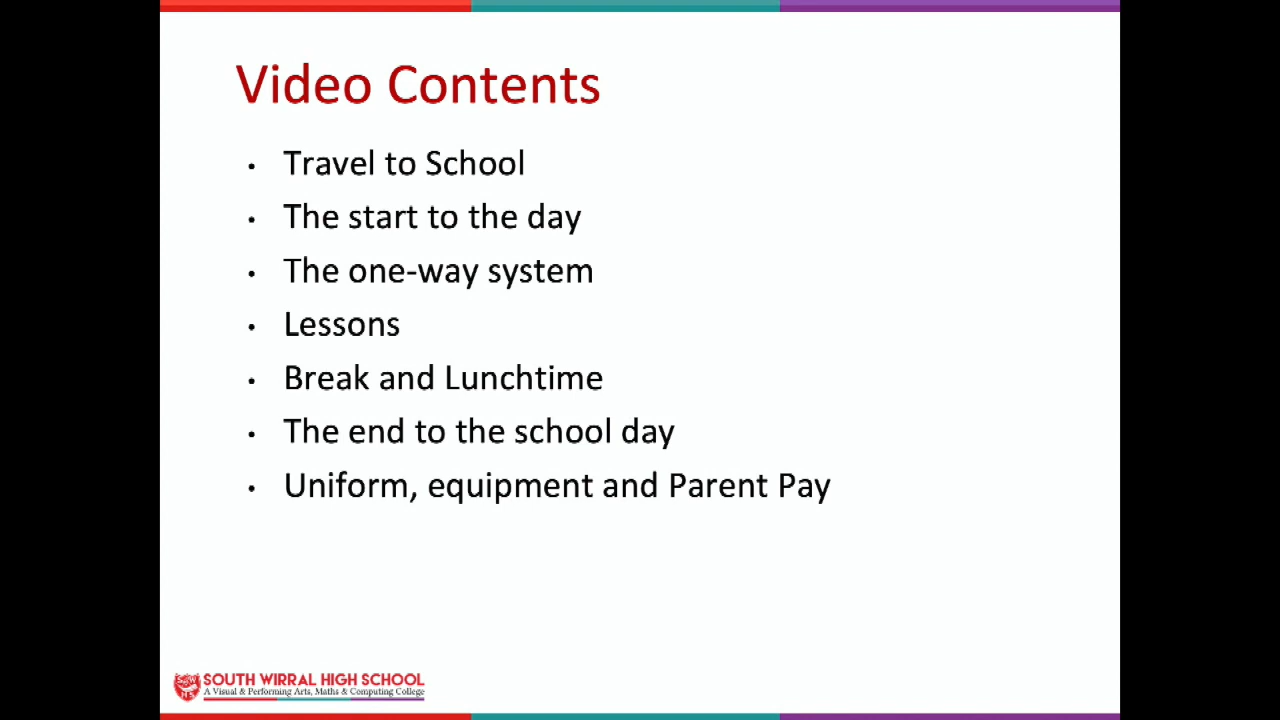 Video Contents
• Travel to School
• The start to the day
• The one-way system
• Lessons
• Break and Lunchtime
• The end to the school day
• Uniform, equipment and Parent Pay
SOUTH WIRRAL HIGH SCHOOL
A Visual & Performing Arts, Maths & Computing College